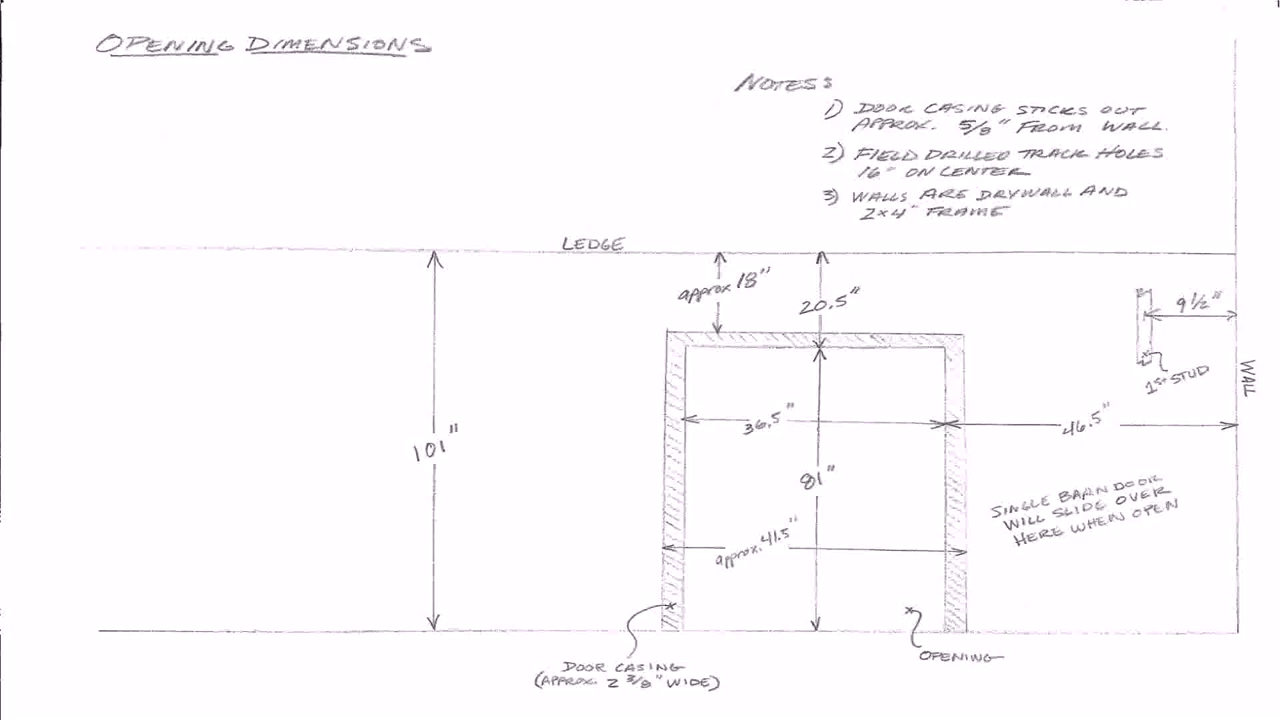 OPENING DIMENSIONS
NOTES:
1) DOOR CASING STICKS OUT
APPROX. 5/8" FROM WALL.
2) FIELD DRILLED TRACK HOLES
16" ON CENTER
3) WALLS ARE DRYWALL AND
2x4" FRAME
LEDGE
approx 18"
20.5"
9 1/2"
1st STUD
WALL
36.5"
46.5"
101"
81"
SINGLE BARN DOOR
WILL SLIDE OVER
HERE WHEN OPEN
approx. 41.5"
OPENING
DOOR CASING
(APPROX. 2 3/8" WIDE)